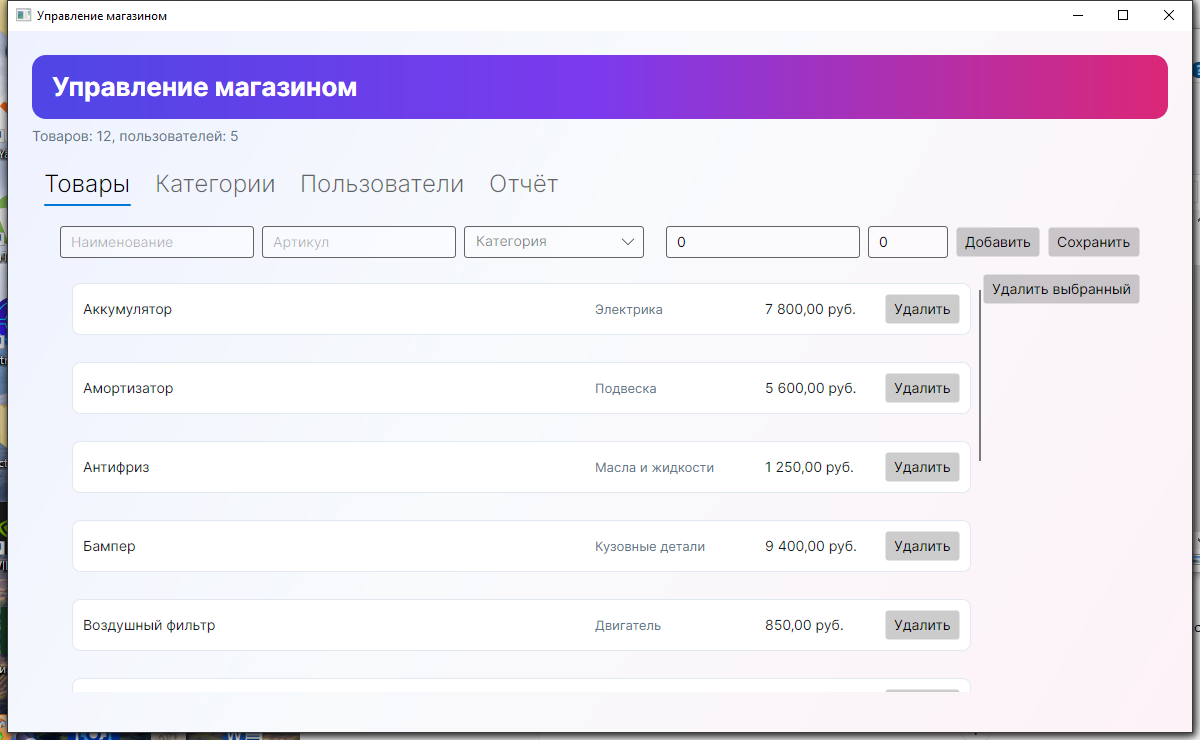 Управление магазином
Управление магазином
Товаров: 12, пользователей: 5
Товары Категории Пользователи Отчёт
Наименование Артикул Категория 0 0 Добавить Сохранить
Удалить выбранный
Аккумулятор Электрика 7 800,00 руб. Удалить
Амортизатор Подвеска 5 600,00 руб. Удалить
Антифриз Масла и жидкости 1 250,00 руб. Удалить
Бампер Кузовные детали 9 400,00 руб. Удалить
Воздушный фильтр Двигатель 850,00 руб. Удалить